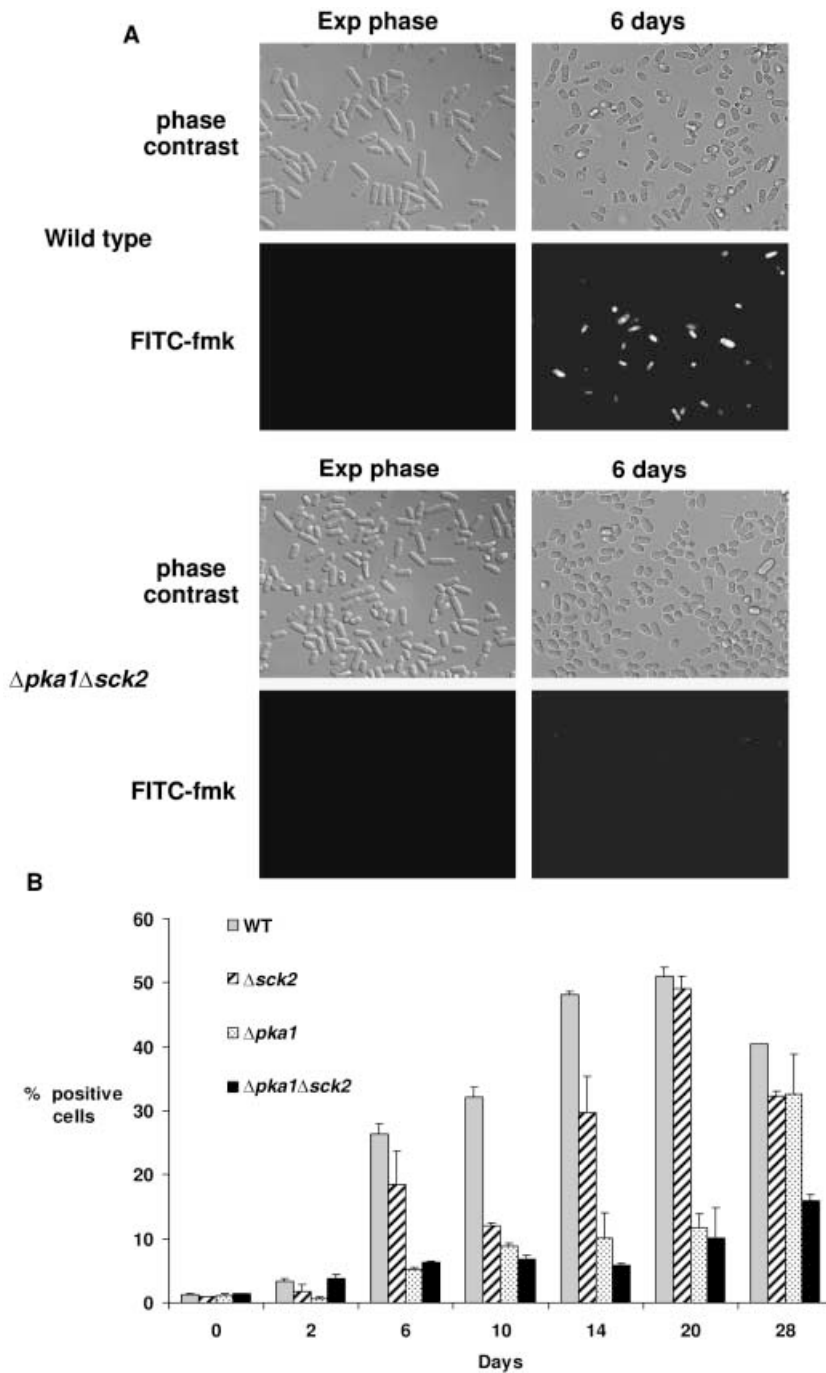 A
Exp phase 6 days
phase
contrast
Wild type
FITC-fmk
Exp phase 6 days
phase
contrast
Δpka1Δsck2
FITC-fmk
B
60
50
40
30
20
10
0
% positive
cells
WT
Δsck2
Δpka1
Δpka1Δsck2
0 2 6 10 14 20 28
Days